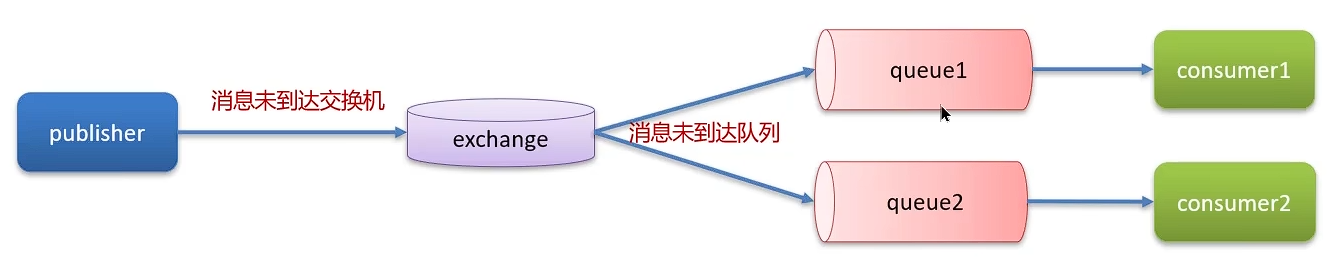 publisher
消息未到达交换机
exchange
消息未到达队列
queue1
consumer1
queue2
consumer2